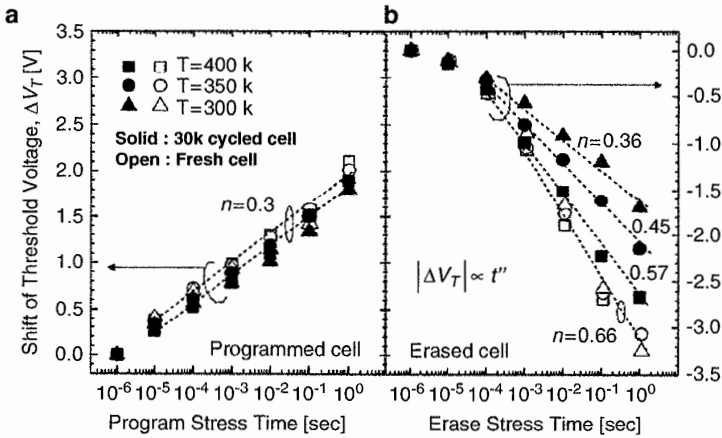 a
b
Shift of Threshold Voltage, ΔV_T [V]
3.5
3.0
2.5
2.0
1.5
1.0
0.5
0.0
T=400 k
T=350 k
T=300 k
Solid : 30k cycled cell
Open : Fresh cell
n=0.3
Programmed cell
10^-6 10^-5 10^-4 10^-3 10^-2 10^-1 10^0
Program Stress Time [sec]
n=0.36
0.45
0.57
n=0.66
|ΔV_T| ∝ t"
Erased cell
10^-6 10^-5 10^-4 10^-3 10^-2 10^-1 10^0
Erase Stress Time [sec]
0.0
-0.5
-1.0
-1.5
-2.0
-2.5
-3.0
-3.5